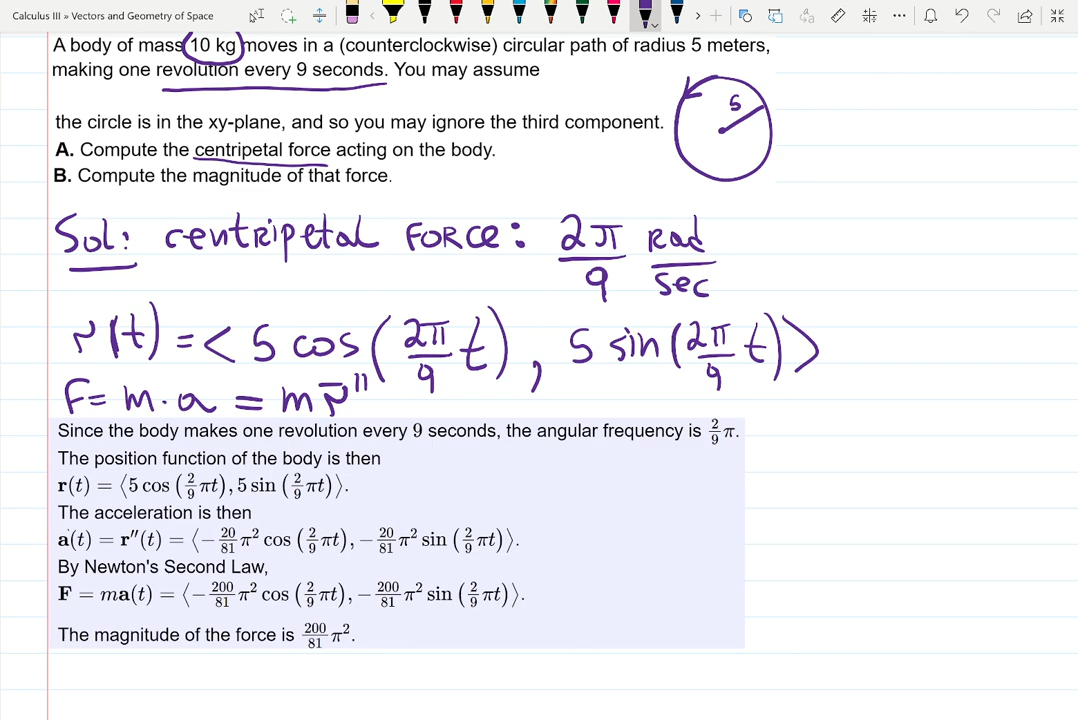 Calculus III » Vectors and Geometry of Space
A body of mass 10 kg moves in a (counterclockwise) circular path of radius 5 meters,
making one revolution every 9 seconds. You may assume
5
the circle is in the xy-plane, and so you may ignore the third component.
A. Compute the centripetal force acting on the body.
B. Compute the magnitude of that force.
Sol: centripetal Force: 2π/9 Rad/sec
r(t) = < 5 cos(2π/9 t), 5 sin(2π/9 t)>
F = m·a = m r̄''
Since the body makes one revolution every 9 seconds, the angular frequency is 2/9 π.
The position function of the body is then
r(t) = ⟨5 cos (2/9 πt), 5 sin (2/9 πt)⟩.
The acceleration is then
a(t) = r″(t) = ⟨−20/81 π² cos (2/9 πt), −20/81 π² sin (2/9 πt)⟩.
By Newton's Second Law,
F = ma(t) = ⟨−200/81 π² cos (2/9 πt), −200/81 π² sin (2/9 πt)⟩.
The magnitude of the force is 200/81 π².